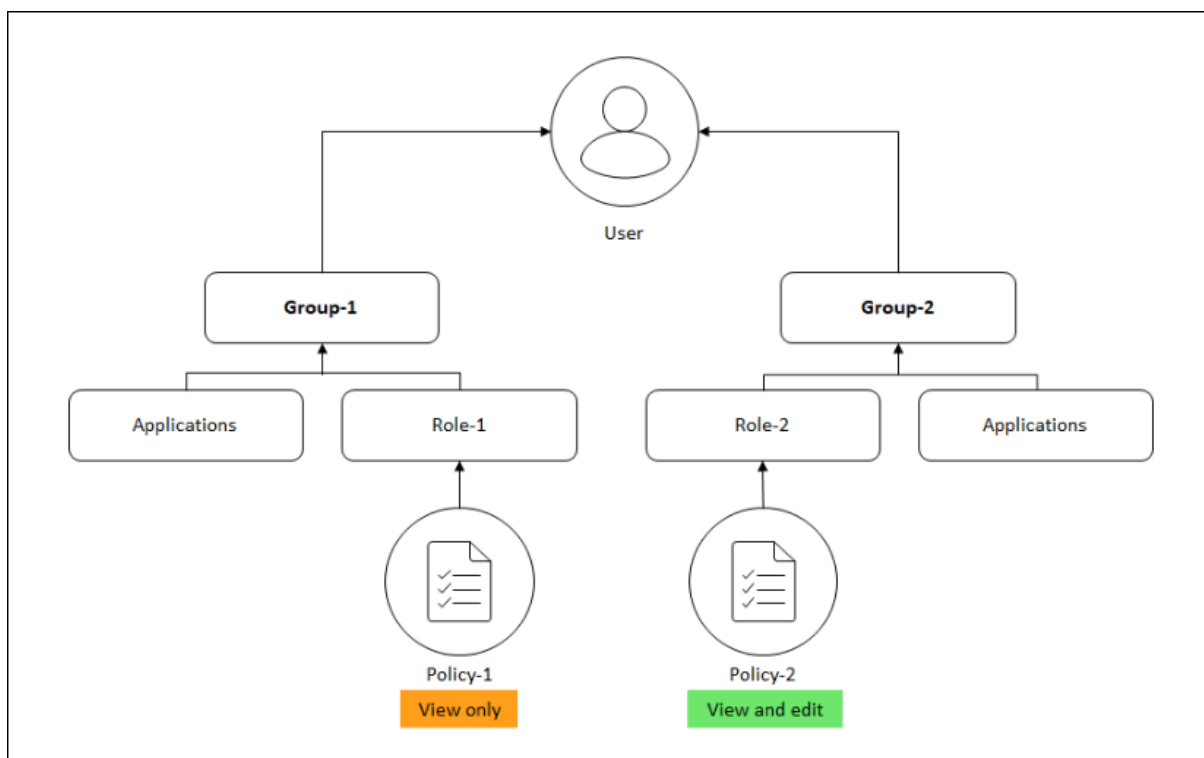 User
Group-1
Group-2
Applications
Role-1
Role-2
Applications
Policy-1
Policy-2
View only
View and edit